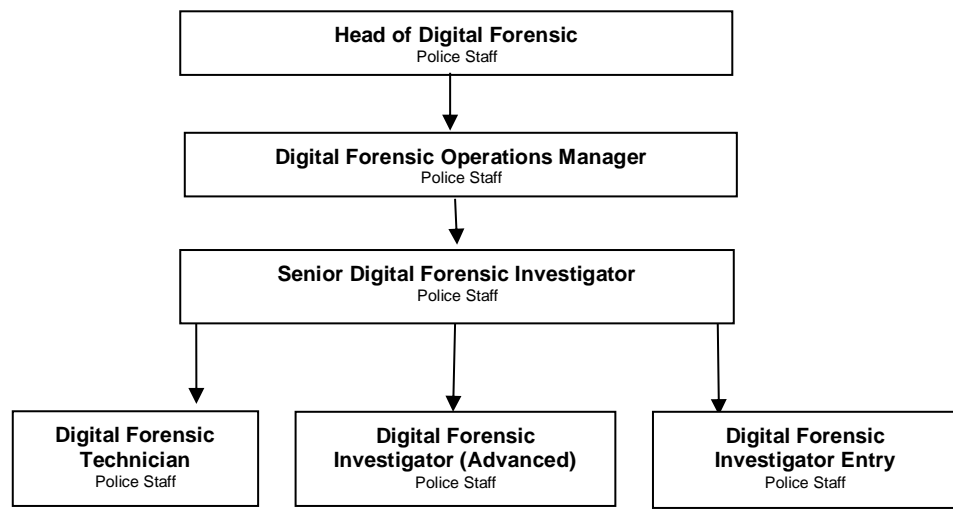 Head of Digital Forensic
Police Staff
Digital Forensic Operations Manager
Police Staff
Senior Digital Forensic Investigator
Police Staff
Digital Forensic
Technician
Police Staff
Digital Forensic
Investigator (Advanced)
Police Staff
Digital Forensic
Investigator Entry
Police Staff